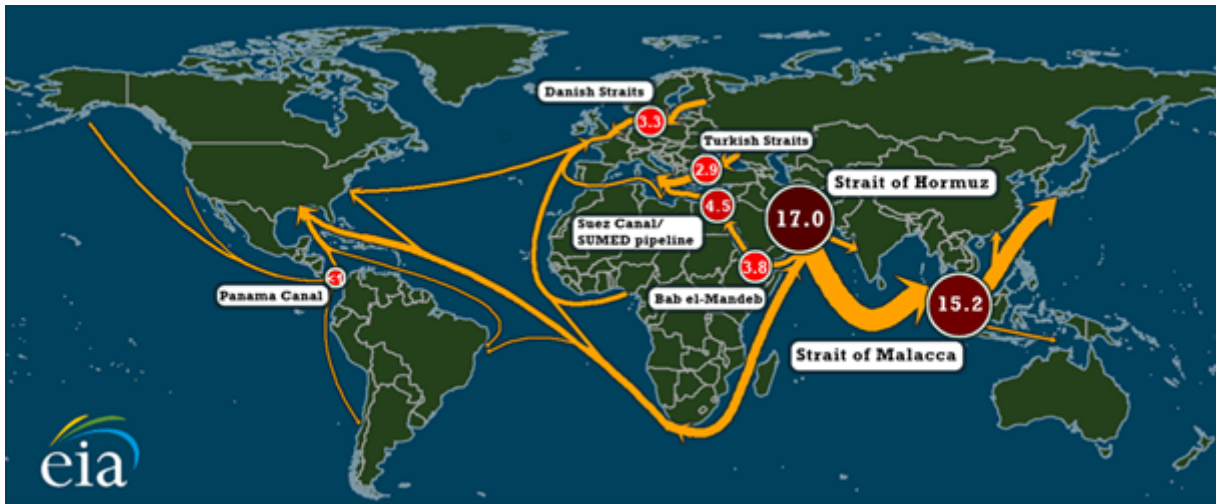 Danish Straits
3.3
Turkish Straits
2.9
Strait of Hormuz
17.0
4.5
Suez Canal/
SUMED pipeline
3.8
Bab el-Mandeb
Panama Canal
15.2
Strait of Malacca
eia